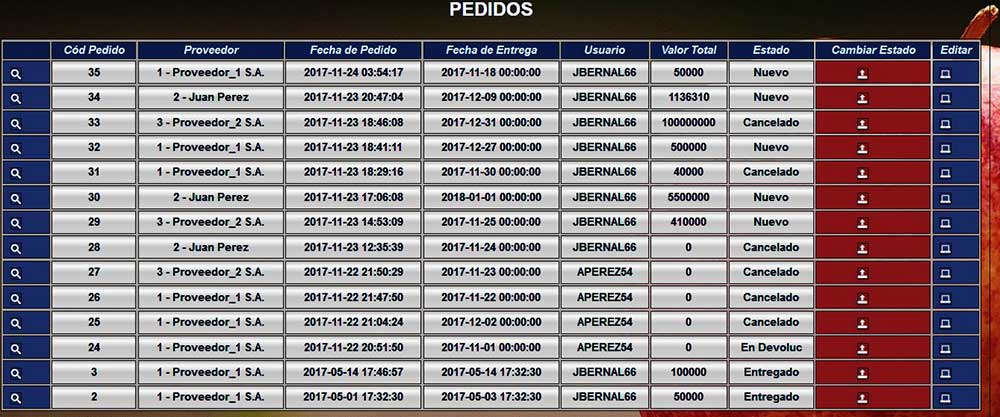 PEDIDOS
Cód Pedido Proveedor Fecha de Pedido Fecha de Entrega Usuario Valor Total Estado Cambiar Estado Editar
35 1 - Proveedor_1 S.A. 2017-11-24 03:54:17 2017-11-18 00:00:00 JBERNAL66 50000 Nuevo
34 2 - Juan Perez 2017-11-23 20:47:04 2017-12-09 00:00:00 JBERNAL66 1136310 Nuevo
33 3 - Proveedor_2 S.A. 2017-11-23 18:46:08 2017-12-31 00:00:00 JBERNAL66 100000000 Cancelado
32 1 - Proveedor_1 S.A. 2017-11-23 18:41:11 2017-12-27 00:00:00 JBERNAL66 500000 Nuevo
31 1 - Proveedor_1 S.A. 2017-11-23 18:29:16 2017-11-30 00:00:00 JBERNAL66 40000 Cancelado
30 2 - Juan Perez 2017-11-23 17:06:08 2018-01-01 00:00:00 JBERNAL66 5500000 Nuevo
29 3 - Proveedor_2 S.A. 2017-11-23 14:53:09 2017-11-25 00:00:00 JBERNAL66 410000 Nuevo
28 2 - Juan Perez 2017-11-23 12:35:39 2017-11-24 00:00:00 JBERNAL66 0 Cancelado
27 3 - Proveedor_2 S.A. 2017-11-22 21:50:29 2017-11-23 00:00:00 APEREZ54 0 Cancelado
26 1 - Proveedor_1 S.A. 2017-11-22 21:47:50 2017-11-22 00:00:00 APEREZ54 0 Cancelado
25 1 - Proveedor_1 S.A. 2017-11-22 21:04:24 2017-12-02 00:00:00 APEREZ54 0 Cancelado
24 1 - Proveedor_1 S.A. 2017-11-22 20:51:50 2017-11-01 00:00:00 APEREZ54 0 En Devoluc
3 1 - Proveedor_1 S.A. 2017-05-14 17:46:57 2017-05-14 17:32:30 JBERNAL66 100000 Entregado
2 1 - Proveedor_1 S.A. 2017-05-01 17:32:30 2017-05-03 17:32:30 JBERNAL66 50000 Entregado